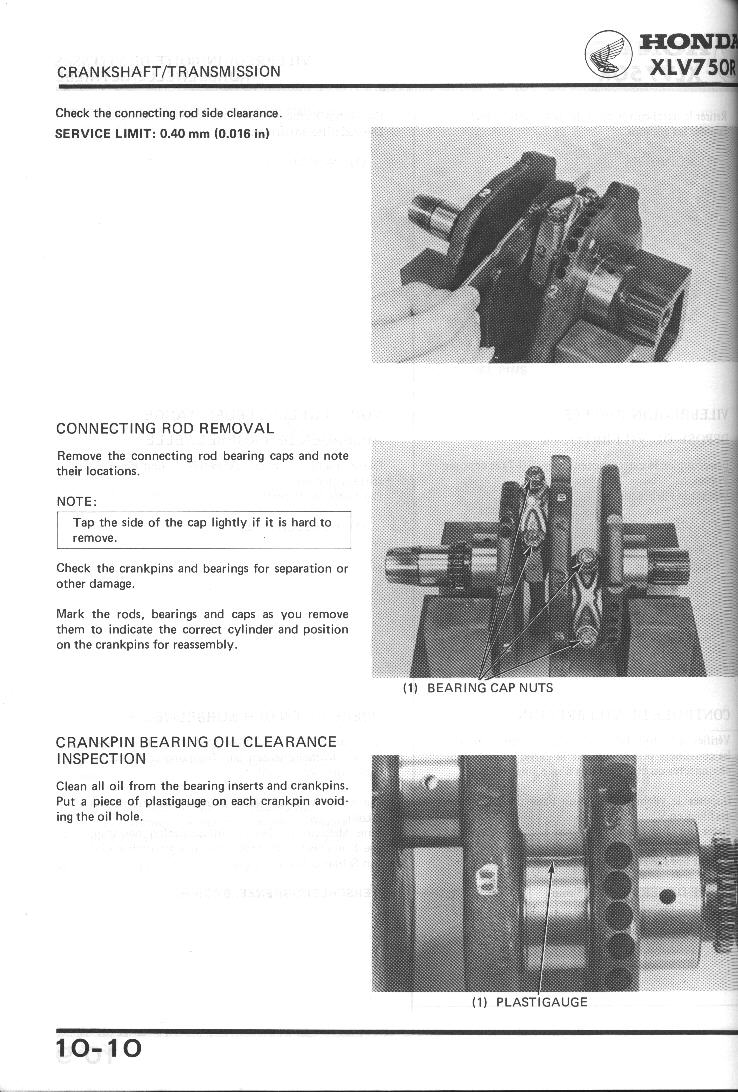 CRANKSHAFT/TRANSMISSION
HONDA
XLV750R
Check the connecting rod side clearance.
SERVICE LIMIT: 0.40 mm (0.016 in)
2
2
CONNECTING ROD REMOVAL
Remove the connecting rod bearing caps and note
their locations.
NOTE:
Tap the side of the cap lightly if it is hard to
remove.
Check the crankpins and bearings for separation or
other damage.
Mark the rods, bearings and caps as you remove
them to indicate the correct cylinder and position
on the crankpins for reassembly.
(1) BEARING CAP NUTS
CRANKPIN BEARING OIL CLEARANCE
INSPECTION
Clean all oil from the bearing inserts and crankpins.
Put a piece of plastigauge on each crankpin avoid-
ing the oil hole.
(1) PLASTIGAUGE
10-10